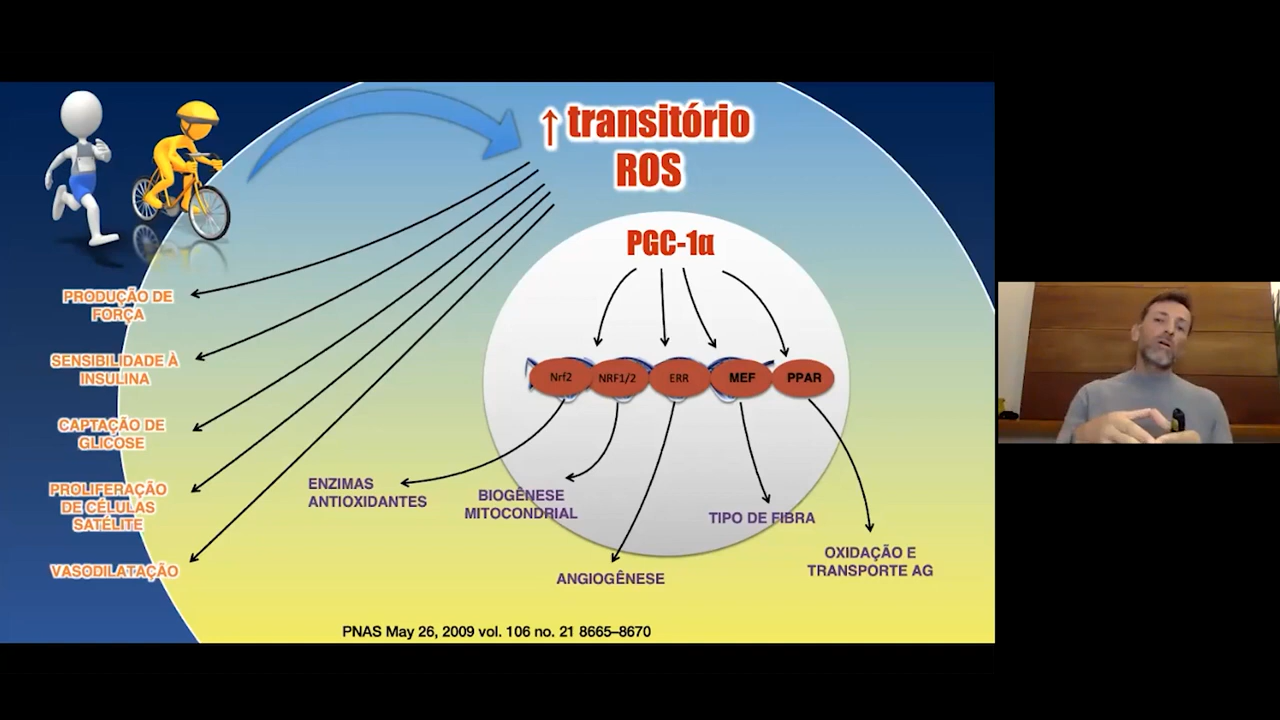 ↑ transitório
ROS
PGC-1α
Nrf2
NRF1/2
ERR
MEF
PPAR
PRODUÇÃO DE
FORÇA
SENSIBILIDADE À
INSULINA
CAPTAÇÃO DE
GLICOSE
PROLIFERAÇÃO
DE CÉLULAS
SATÉLITE
VASODILATAÇÃO
ENZIMAS
ANTIOXIDANTES
BIOGÊNESE
MITOCONDRIAL
ANGIOGÊNESE
TIPO DE FIBRA
OXIDAÇÃO E
TRANSPORTE AG
PNAS May 26, 2009 vol. 106 no. 21 8665–8670